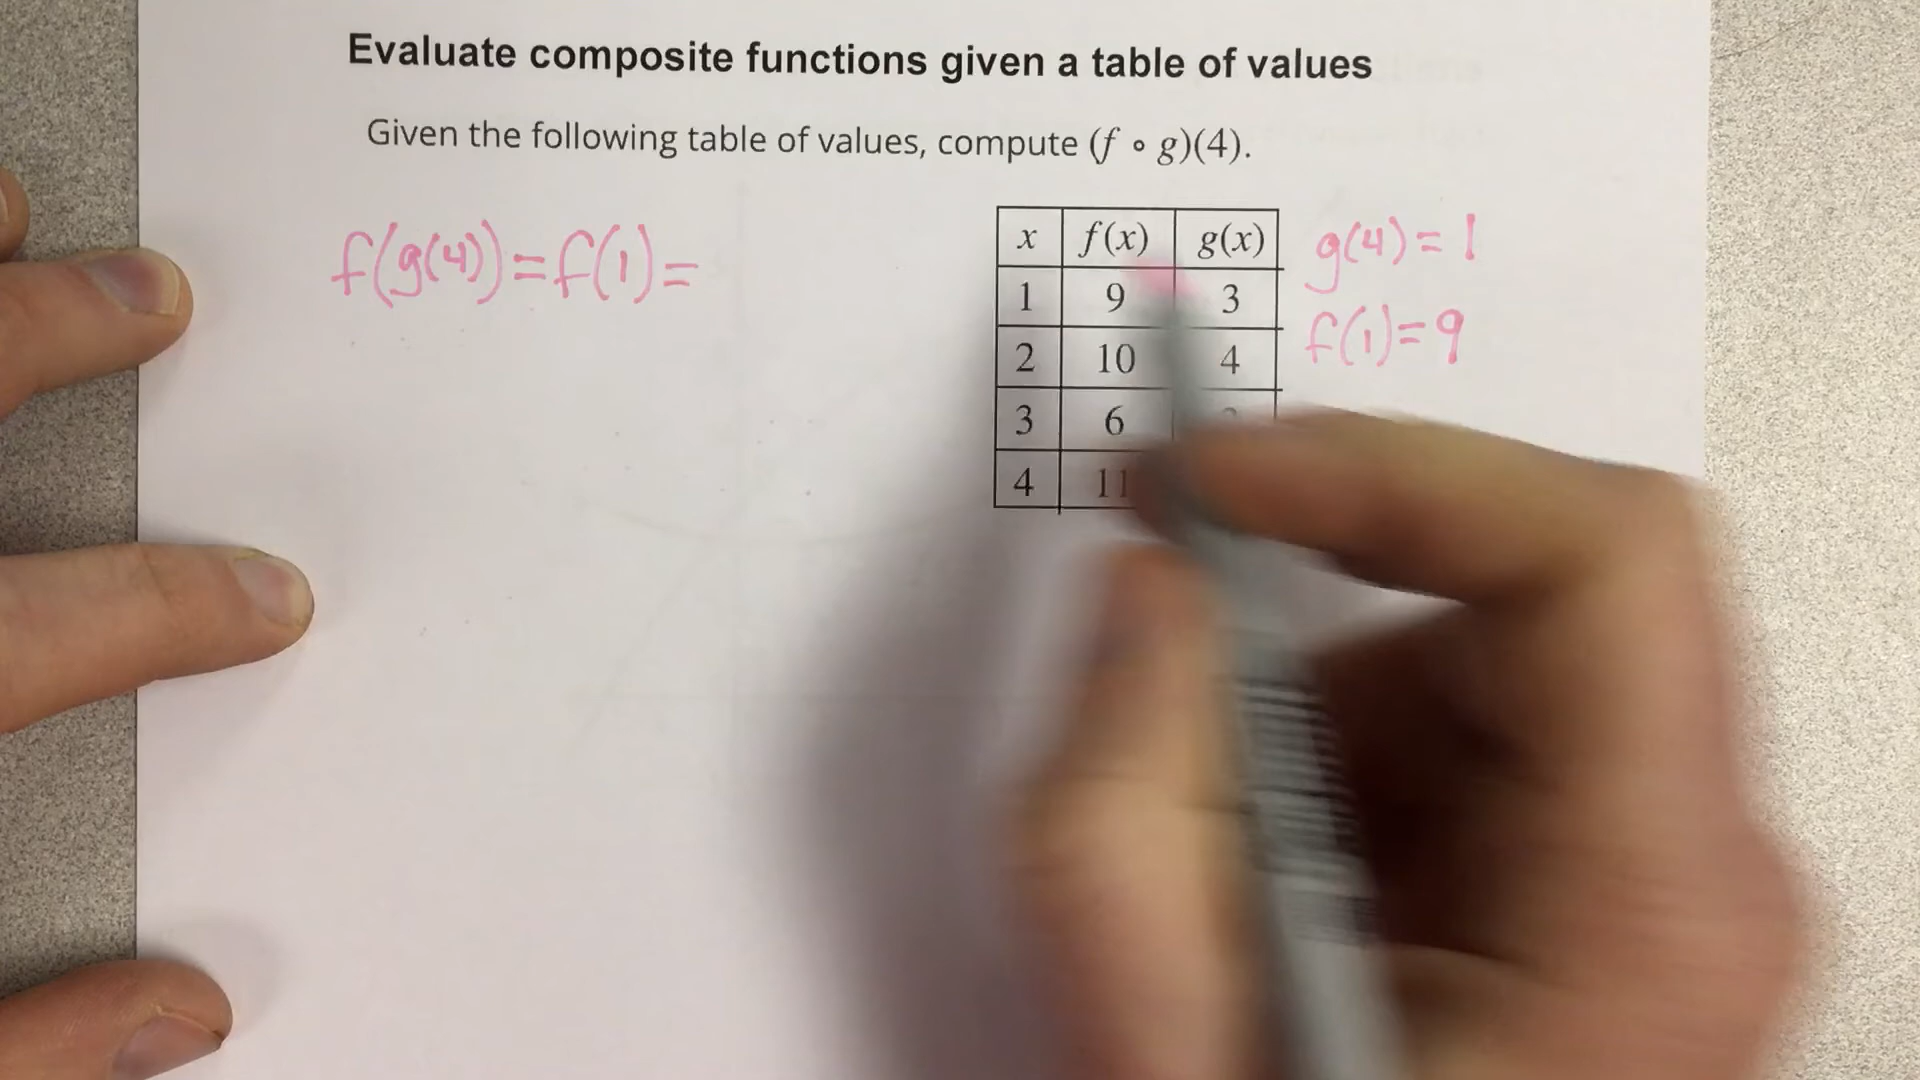 Evaluate composite functions given a table of values
Given the following table of values, compute (f ∘ g)(4).
f(g(4))=f(1)=
x f(x) g(x)
1 9 3
2 10 4
3 6
4 11
g(4)=1
f(1)=9